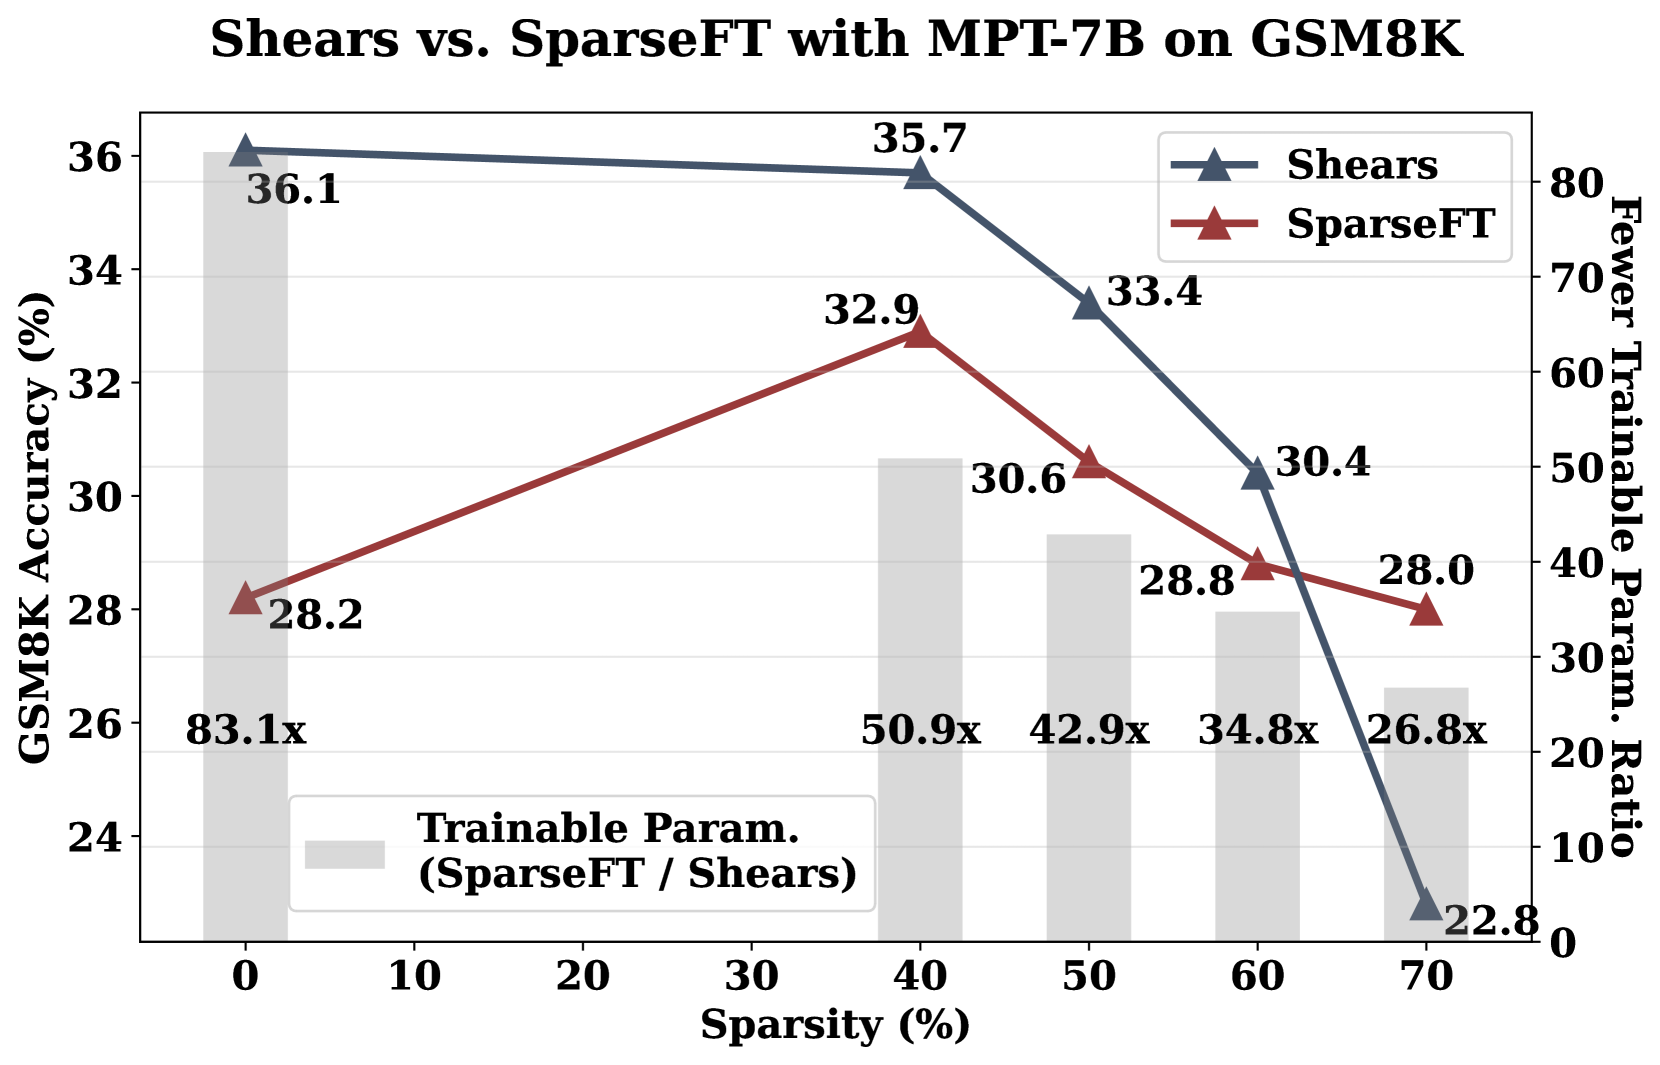 Shears vs. SparseFT with MPT-7B on GSM8K
GSM8K Accuracy (%)
36
34
32
30
28
26
24
36.1
35.7
33.4
30.4
22.8
28.2
32.9
30.6
28.8
28.0
83.1x
50.9x
42.9x
34.8x
26.8x
Shears
SparseFT
Trainable Param.
(SparseFT / Shears)
80
70
60
50
40
30
20
10
0
Fewer Trainable Param. Ratio
0
10
20
30
40
50
60
70
Sparsity (%)